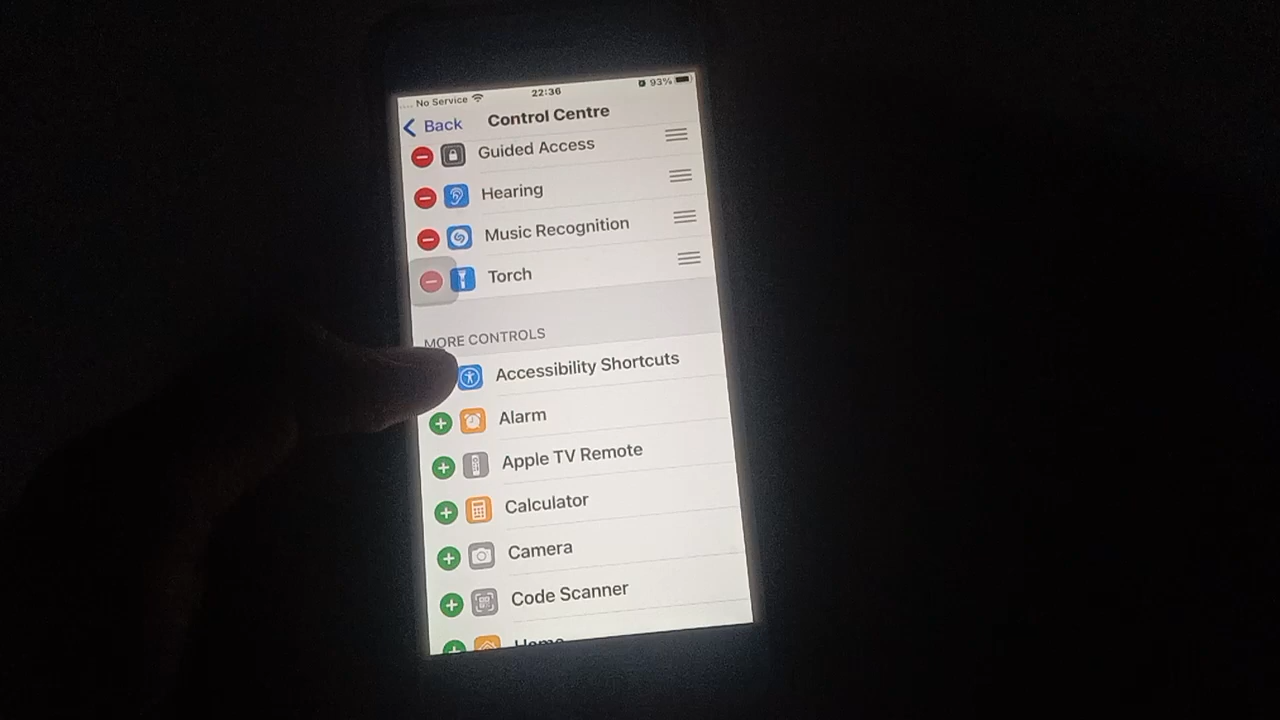 No Service
22:36
93%
Back
Control Centre
Guided Access
Hearing
Music Recognition
Torch
MORE CONTROLS
Accessibility Shortcuts
Alarm
Apple TV Remote
Calculator
Camera
Code Scanner
Home